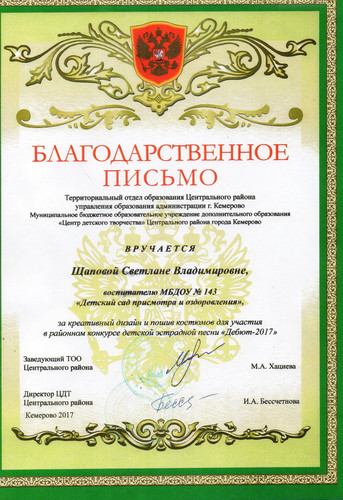 БЛАГОДАРСТВЕННОЕ
ПИСЬМО
Территориальный отдел образования Центрального района
управления образования администрации г. Кемерово
Муниципальное бюджетное образовательное учреждение дополнительного образования
«Центр детского творчества» Центрального района города Кемерово
ВРУЧАЕТСЯ
Щаповой Светлане Владимировне,
воспитателю МБДОУ № 143
«Детский сад присмотра и оздоровления»,
за креативный дизайн и пошив костюмов для участия
в районном конкурсе детской эстрадной песни «Дебют-2017»
Заведующий ТОО
Центрального района М.А. Хациева
Директор ЦДТ
Центрального района И.А. Бессчетнова
Кемерово 2017